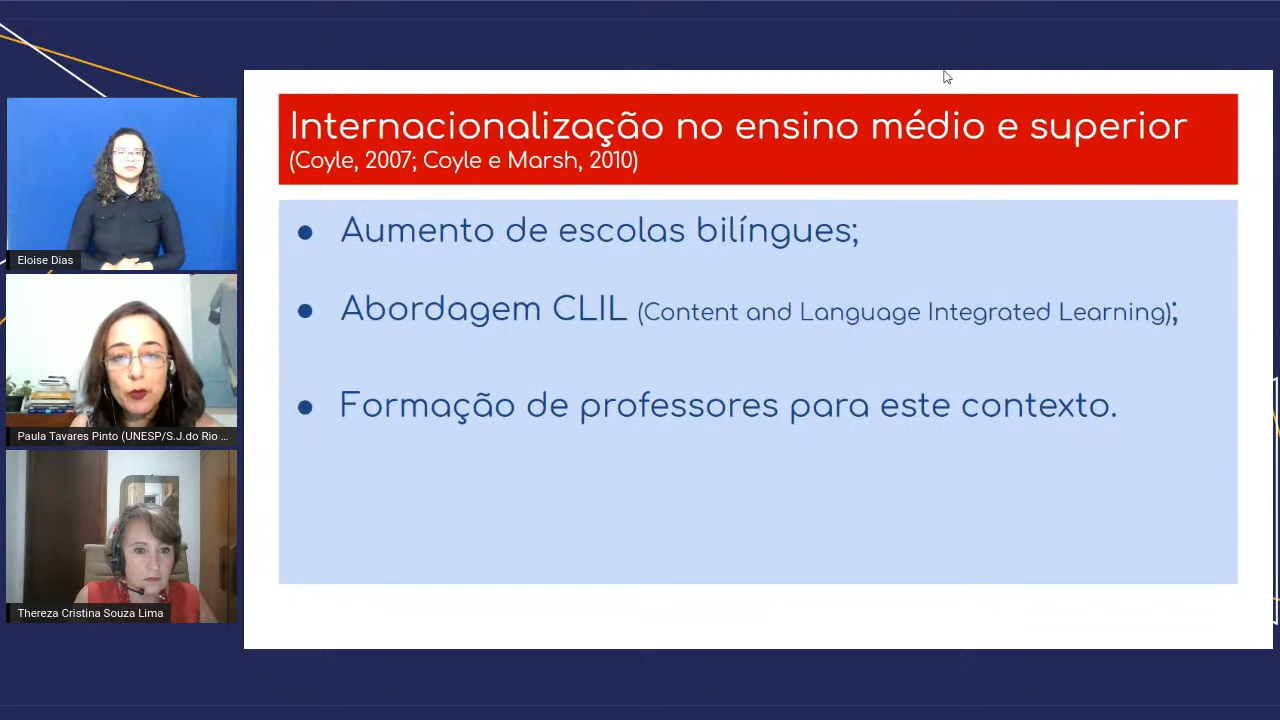 Internacionalização no ensino médio e superior
(Coyle, 2007; Coyle e Marsh, 2010)
● Aumento de escolas bilíngues;
● Abordagem CLIL (Content and Language Integrated Learning);
● Formação de professores para este contexto.
Eloise Dias
Paula Tavares Pinto (UNESP/S.J.do Rio ...
Thereza Cristina Souza Lima